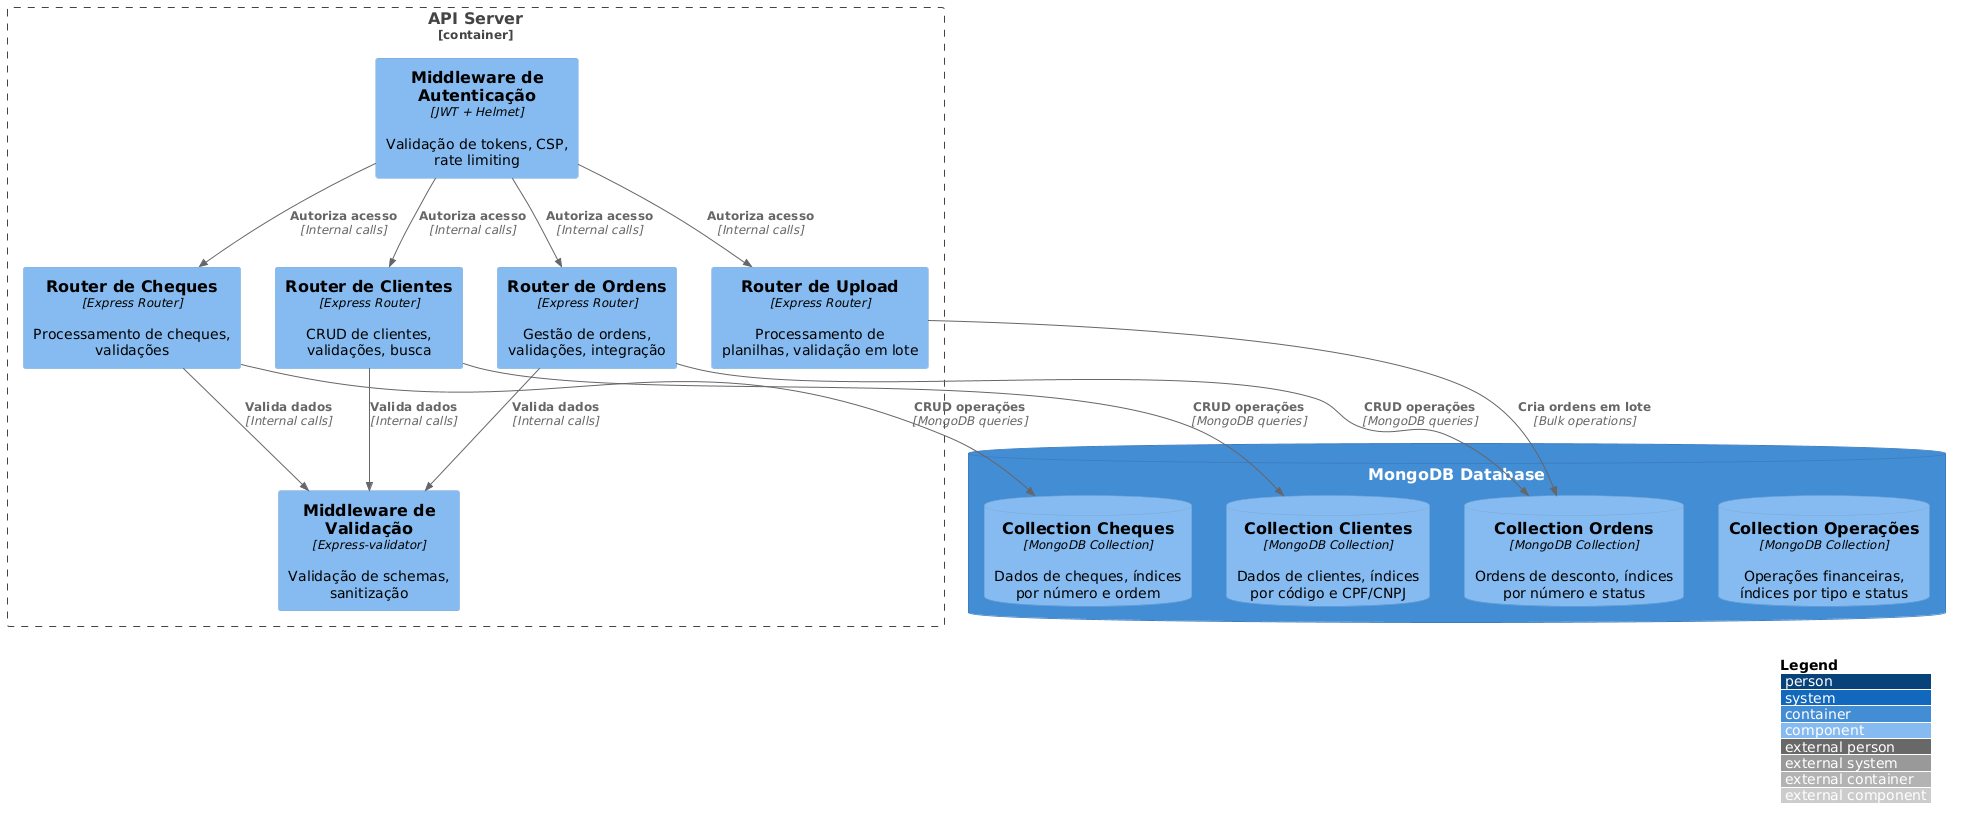 API Server
[container]
Middleware de
Autenticação
[JWT + Helmet]
Validação de tokens, CSP,
rate limiting
Autoriza acesso
[Internal calls]
Autoriza acesso
[Internal calls]
Autoriza acesso
[Internal calls]
Autoriza acesso
[Internal calls]
Router de Cheques
[Express Router]
Processamento de cheques,
validações
Router de Clientes
[Express Router]
CRUD de clientes,
validações, busca
Router de Ordens
[Express Router]
Gestão de ordens,
validações, integração
Router de Upload
[Express Router]
Processamento de
planilhas, validação em lote
Valida dados
[Internal calls]
Valida dados
[Internal calls]
Valida dados
[Internal calls]
CRUD operações
[MongoDB queries]
CRUD operações
[MongoDB queries]
CRUD operações
[MongoDB queries]
Cria ordens em lote
[Bulk operations]
Middleware de
Validação
[Express-validator]
Validação de schemas,
sanitização
MongoDB Database
Collection Cheques
[MongoDB Collection]
Dados de cheques, índices
por número e ordem
Collection Clientes
[MongoDB Collection]
Dados de clientes, índices
por código e CPF/CNPJ
Collection Ordens
[MongoDB Collection]
Ordens de desconto, índices
por número e status
Collection Operações
[MongoDB Collection]
Operações financeiras,
índices por tipo e status
Legend
person
system
container
component
external person
external system
external container
external component